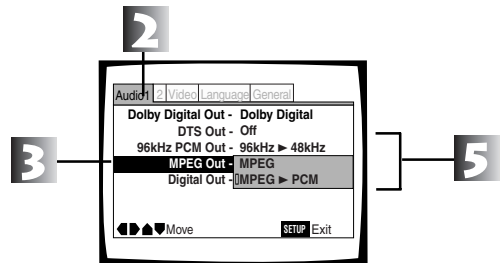 2
Audio1 2 Video Language General
Dolby Digital Out - Dolby Digital
DTS Out - Off
96kHz PCM Out - 96kHz ► 48kHz
3
MPEG Out - MPEG
5
Digital Out - MPEG ► PCM
Move
SETUP Exit